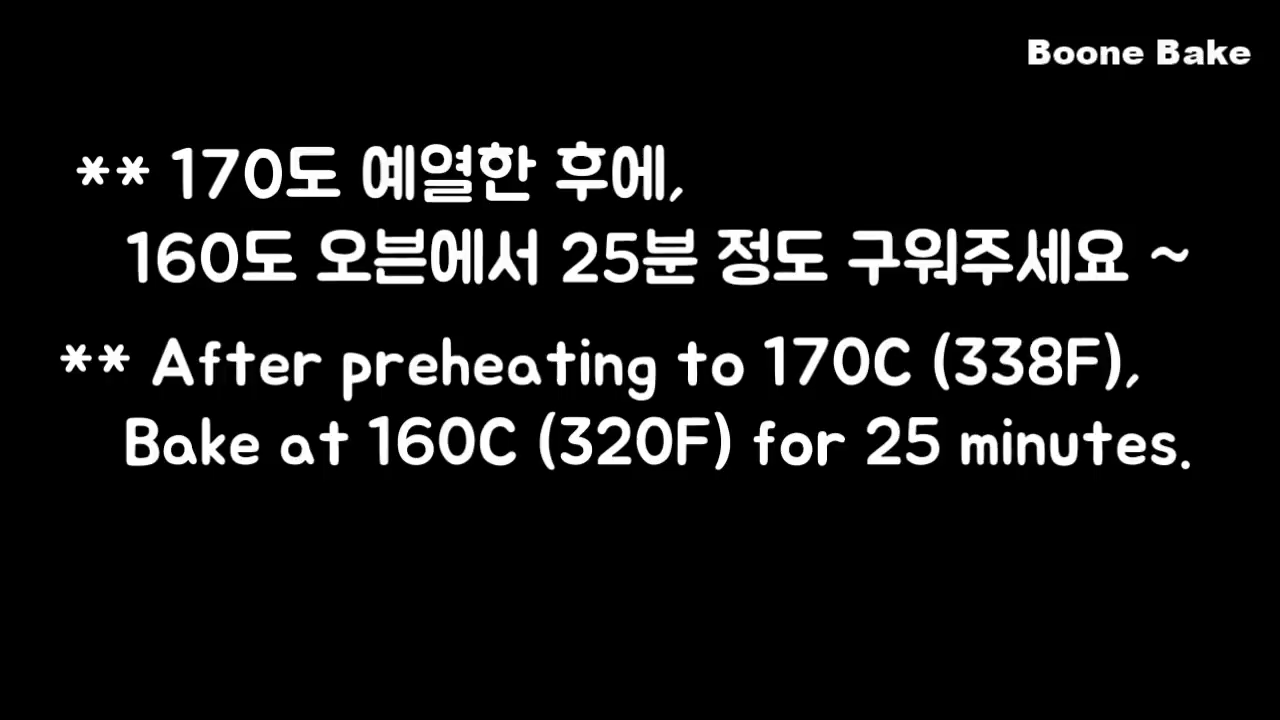 Boone Bake
** 170도 예열한 후에,
160도 오븐에서 25분 정도 구워주세요 ~
** After preheating to 170C (338F),
Bake at 160C (320F) for 25 minutes.